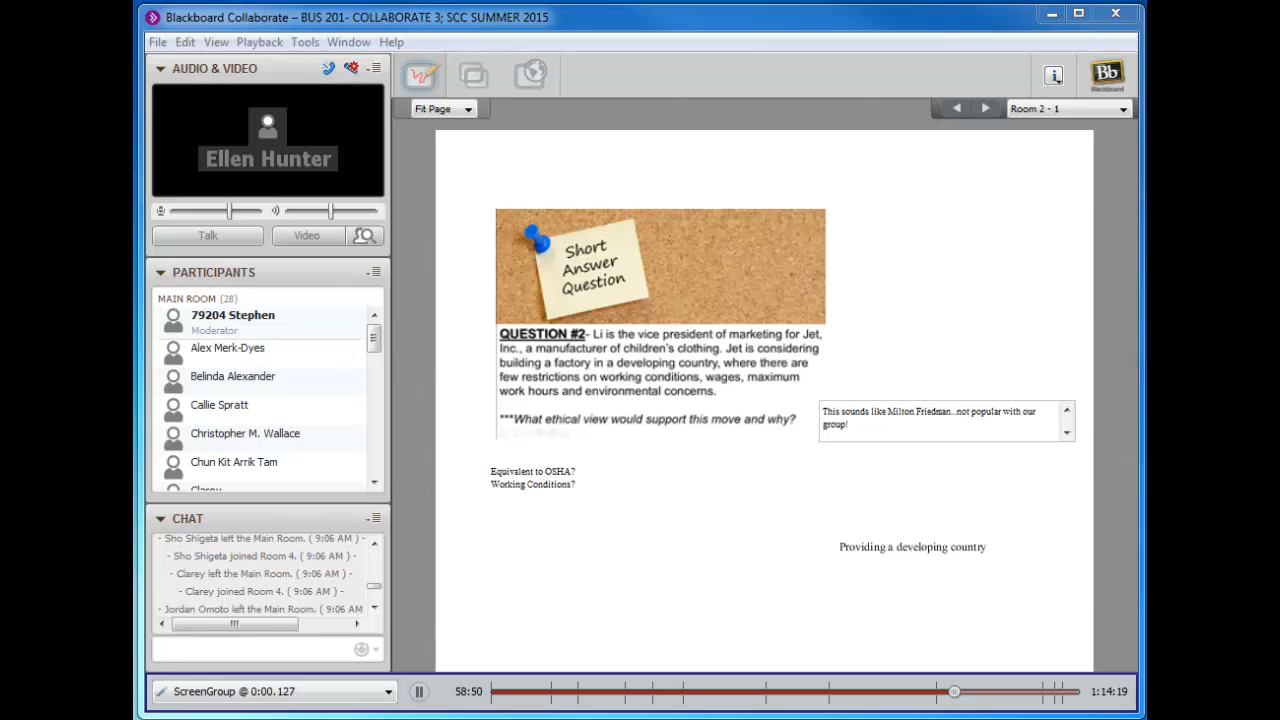 Blackboard Collaborate – BUS 201- COLLABORATE 3; SCC SUMMER 2015
File Edit View Playback Tools Window Help
AUDIO & VIDEO
Ellen Hunter
Talk Video
PARTICIPANTS
MAIN ROOM (28)
79204 Stephen
Moderator
Alex Merk-Dyes
Belinda Alexander
Callie Spratt
Christopher M. Wallace
Chun Kit Arrik Tam
Clarey
CHAT
- Sho Shigeta left the Main Room. ( 9:06 AM ) -
- Sho Shigeta joined Room 4. ( 9:06 AM ) -
- Clarey left the Main Room. ( 9:06 AM ) -
- Clarey joined Room 4. ( 9:06 AM ) -
- Jordan Omoto left the Main Room. ( 9:06 AM
Bb
Blackboard
Fit Page
Room 2 - 1
Short
Answer
Question
QUESTION #2- Li is the vice president of marketing for Jet,
Inc., a manufacturer of children's clothing. Jet is considering
building a factory in a developing country, where there are
few restrictions on working conditions, wages, maximum
work hours and environmental concerns.
***What ethical view would support this move and why?
This sounds like Milton Friedman...not popular with our
group!
Equivalent to OSHA?
Working Conditions?
Providing a developing country
ScreenGroup @ 0:00.127
58:50
1:14:19